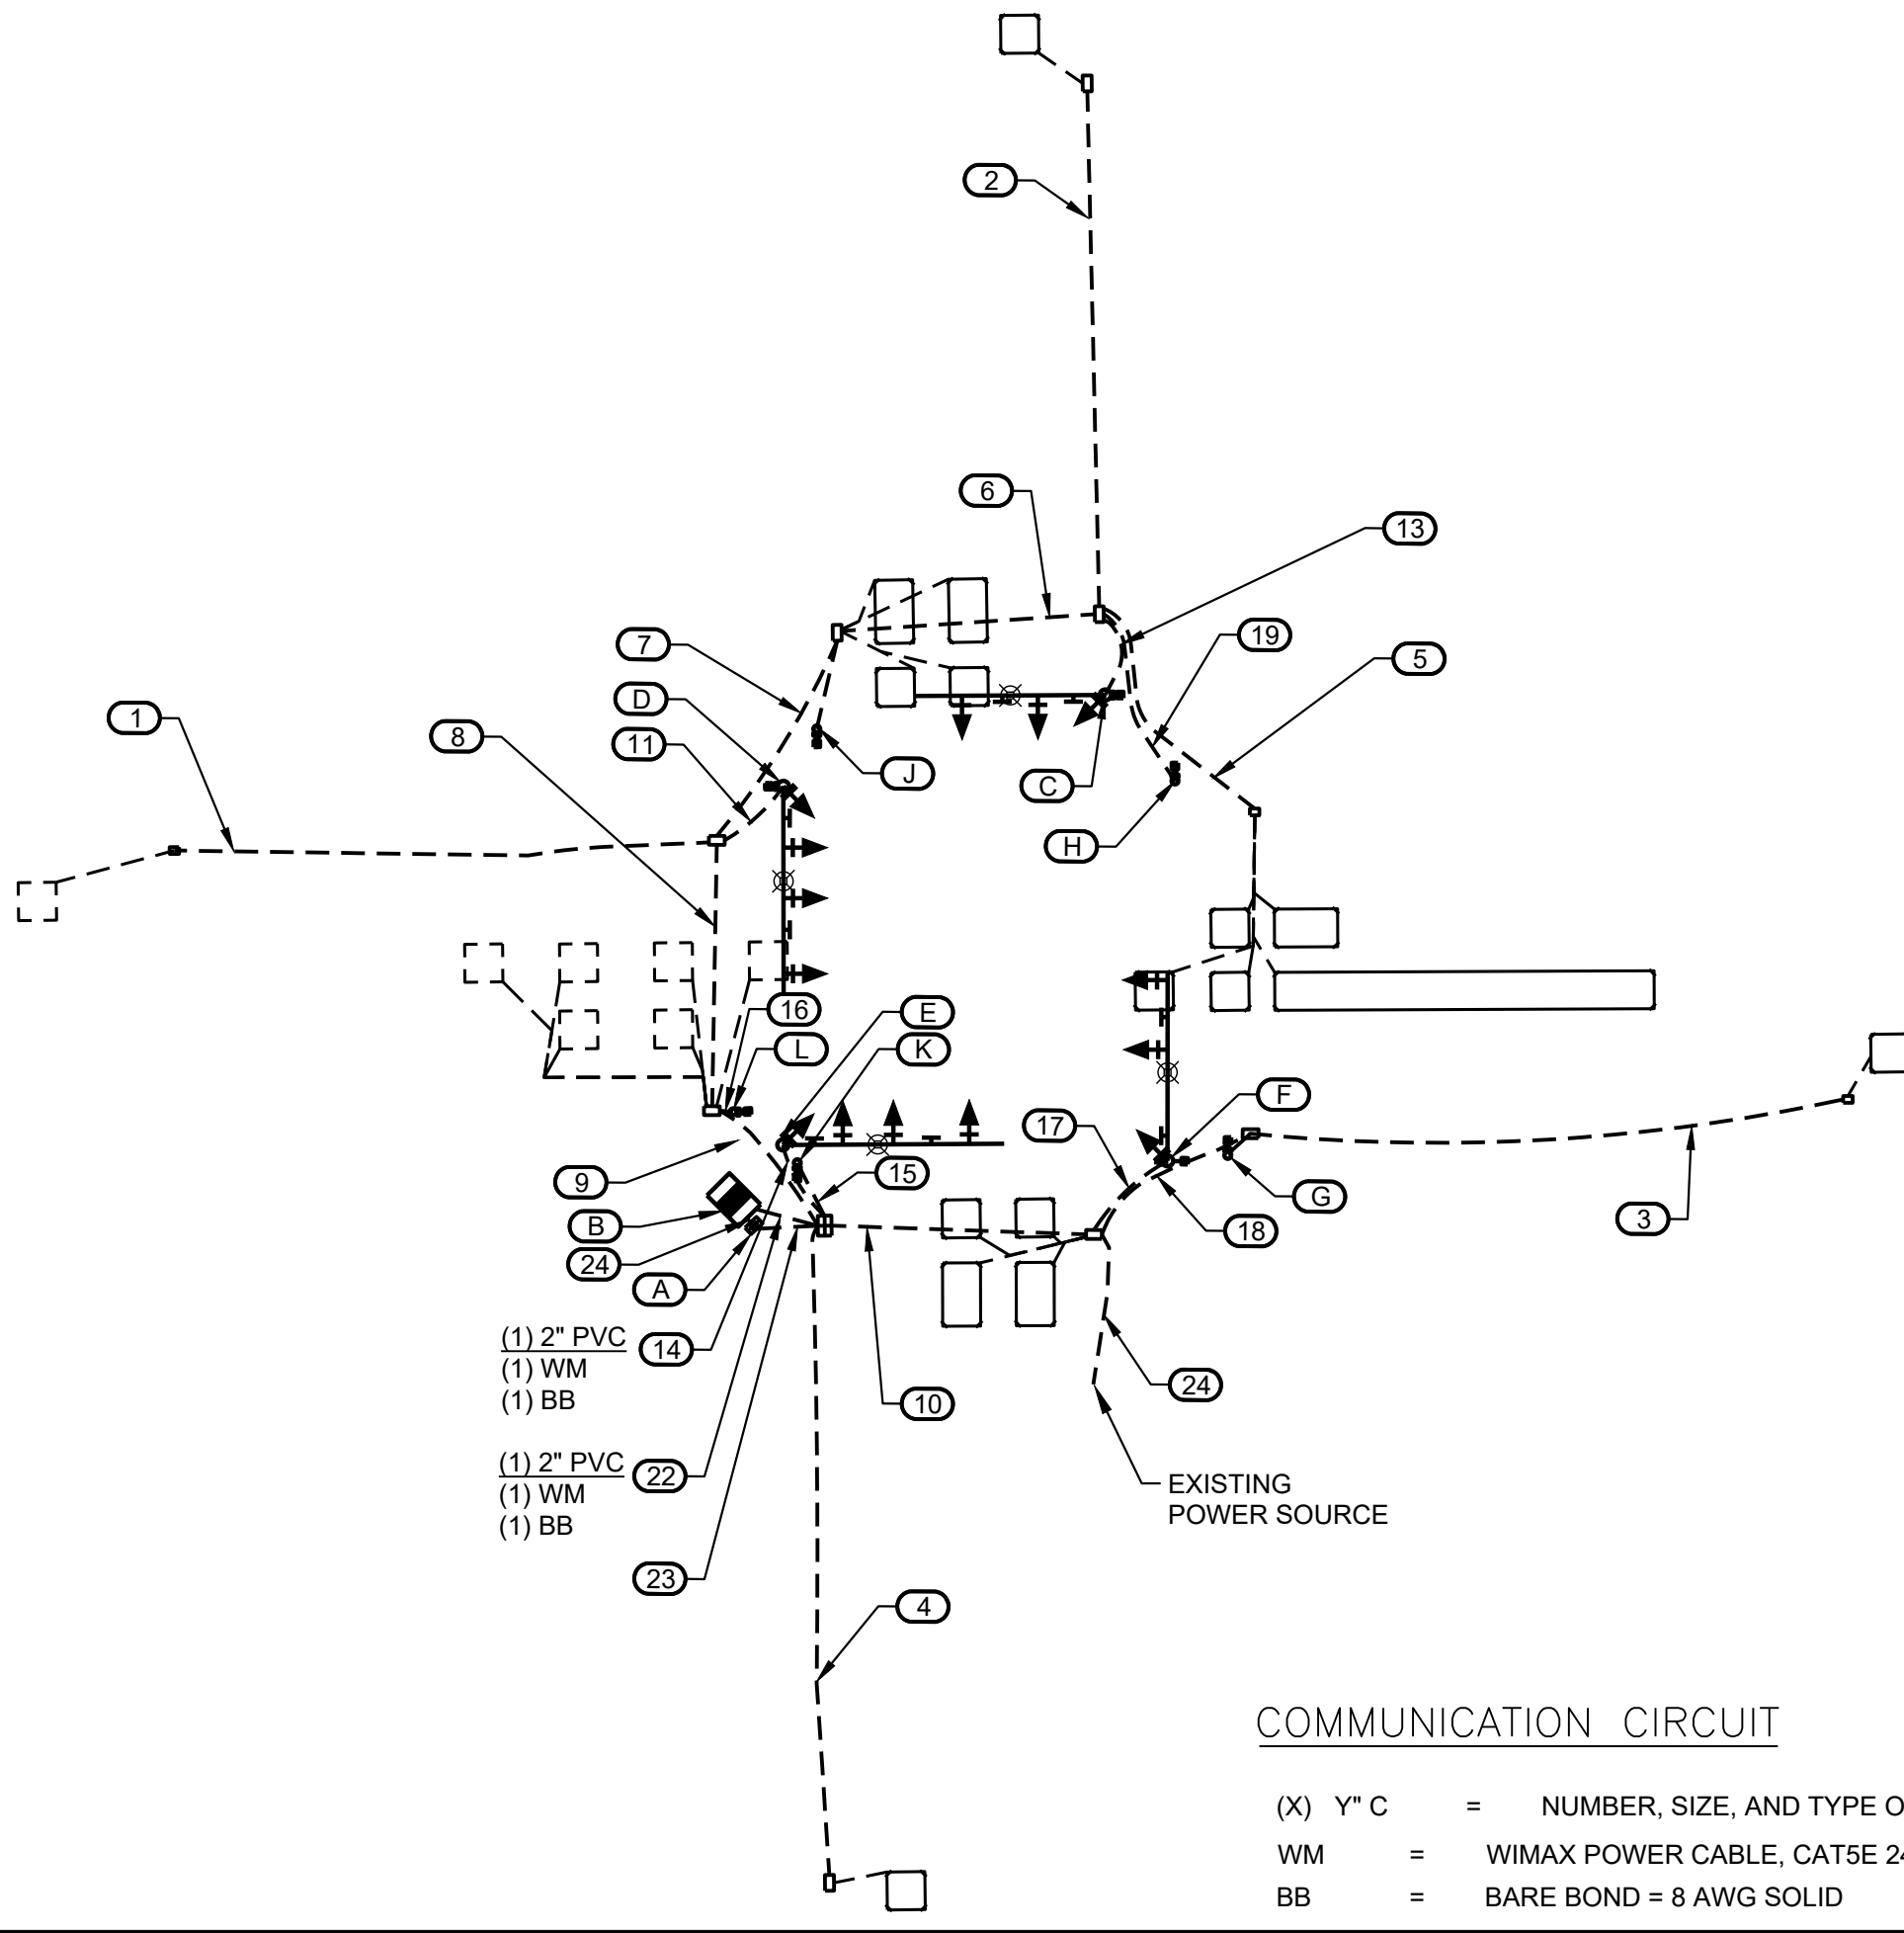 2
6
13
7
19
5
D
1
8
11
J
C
H
16
E
L
K
F
17
15
9
G
B
18
3
24
A
(1) 2" PVC
14
(1) WM
(1) BB
24
10
(1) 2" PVC
22
(1) WM
(1) BB
EXISTING
POWER SOURCE
23
4
COMMUNICATION CIRCUIT
(X) Y" C = NUMBER, SIZE, AND TYPE
WM = WIMAX POWER CABLE, CAT5E
BB = BARE BOND = 8 AWG SOLID